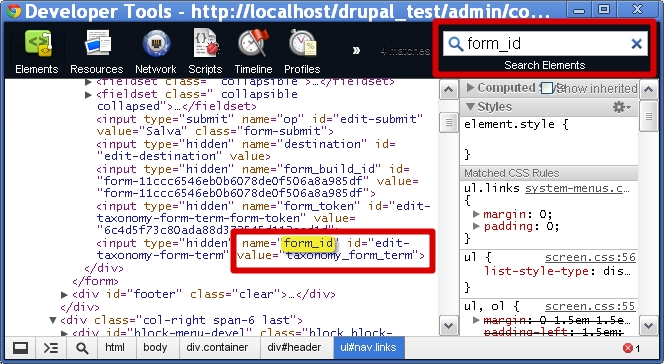 Developer Tools - http://localhost/drupal_test/admin/co...
Elements Resources Network Scripts Timeline Profiles » 4 matches form_id
Search Elements
<fieldset class=" collapsible
collapsed">…</fieldset>
<input type="submit" name="op" id="edit-submit"
value="Salva" class="form-submit">
<input type="hidden" name="destination" id=
"edit-destination" value>
<input type="hidden" name="form_build_id" id=
"form-11ccc6546eb0b6078de0f506a8a985df" value=
"form-11ccc6546eb0b6078de0f506a8a985df">
<input type="hidden" name="form_token" id="edit-
taxonomy-form-term-form-token" value=
<input type="hidden" name="form_id" id="edit-
taxonomy-form-term" value="taxonomy_form_term">
</div>
</form>
<div id="footer" class="clear">…</div>
<div class="col-right span-6 last">
<div id="block-menu-devel" class="block block-
Computed Show inherited
Styles
element.style {
}
Matched CSS Rules
ul.links system-menus.c…
{
margin: 0;
padding: 0;
}
ul { screen.css:56
list-style-type: dis…
}
ul, ol { screen.css:55
margin: 0 1.5em 1.5em
padding-left: 1.5em
html body div.container div#header ul#nav.links 1